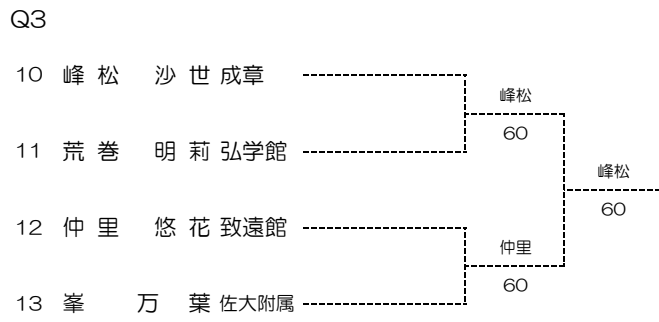 Q3
10 峰松 沙世 成章
峰松
60
11 荒巻 明莉 弘学館
峰松
60
12 仲里 悠花 致遠館
仲里
60
13 峯 万葉 佐大附属